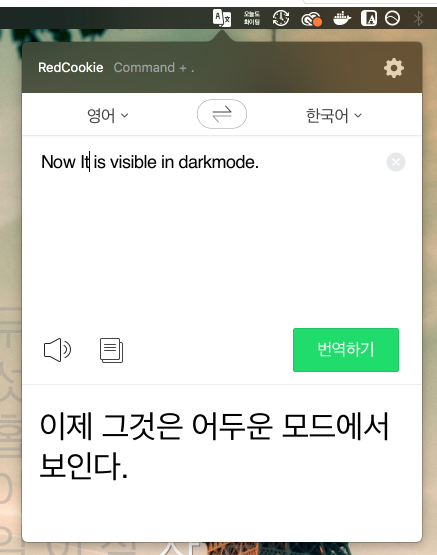 오늘도
화이팅
RedCookie Command + .
영어 한국어
Now It is visible in darkmode.
번역하기
이제 그것은 어두운 모드에서
보인다.